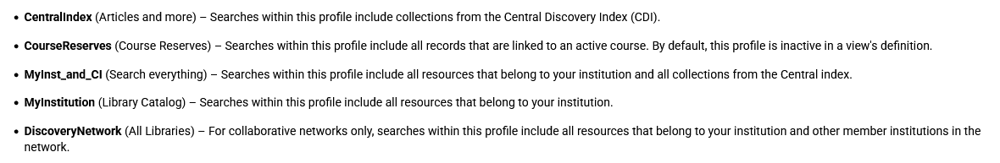 • CentralIndex (Articles and more) – Searches within this profile include collections from the Central Discovery Index (CDI).
• CourseReserves (Course Reserves) – Searches within this profile include all records that are linked to an active course. By default, this profile is inactive in a view's definition.
• MyInst_and_CI (Search everything) – Searches within this profile include all resources that belong to your institution and all collections from the Central index.
• MyInstitution (Library Catalog) – Searches within this profile include all resources that belong to your institution.
• DiscoveryNetwork (All Libraries) – For collaborative networks only, searches within this profile include all resources that belong to your institution and other member institutions in the
network.